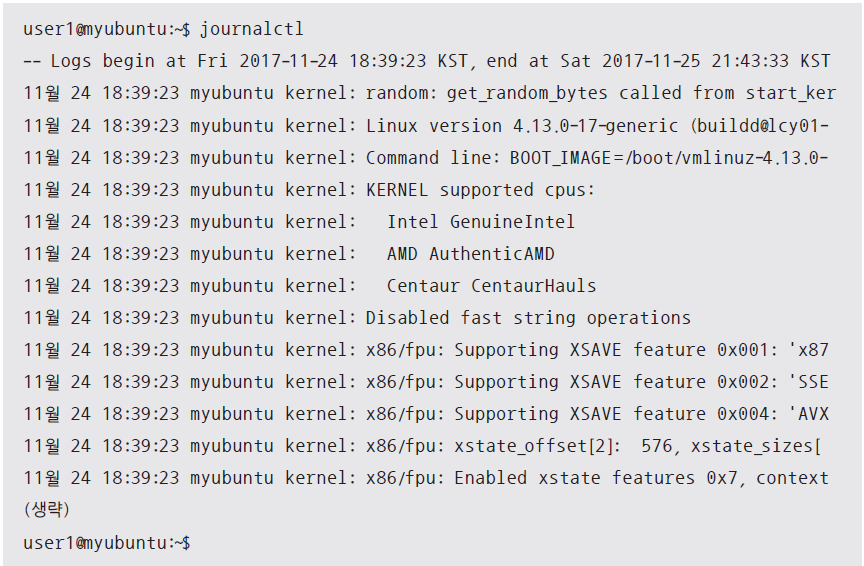 user1@myubuntu:~$ journalctl
-- Logs begin at Fri 2017-11-24 18:39:23 KST, end at Sat 2017-11-25 21:43:33 KST
11월 24 18:39:23 myubuntu kernel: random: get_random_bytes called from start_ker
11월 24 18:39:23 myubuntu kernel: Linux version 4.13.0-17-generic (buildd@lcy01-
11월 24 18:39:23 myubuntu kernel: Command line: BOOT_IMAGE=/boot/vmlinuz-4.13.0-
11월 24 18:39:23 myubuntu kernel: KERNEL supported cpus:
11월 24 18:39:23 myubuntu kernel:   Intel GenuineIntel
11월 24 18:39:23 myubuntu kernel:   AMD AuthenticAMD
11월 24 18:39:23 myubuntu kernel:   Centaur CentaurHauls
11월 24 18:39:23 myubuntu kernel: Disabled fast string operations
11월 24 18:39:23 myubuntu kernel: x86/fpu: Supporting XSAVE feature 0x001: 'x87
11월 24 18:39:23 myubuntu kernel: x86/fpu: Supporting XSAVE feature 0x002: 'SSE
11월 24 18:39:23 myubuntu kernel: x86/fpu: Supporting XSAVE feature 0x004: 'AVX
11월 24 18:39:23 myubuntu kernel: x86/fpu: xstate_offset[2]:  576, xstate_sizes[
11월 24 18:39:23 myubuntu kernel: x86/fpu: Enabled xstate features 0x7, context
(생략)
user1@myubuntu:~$